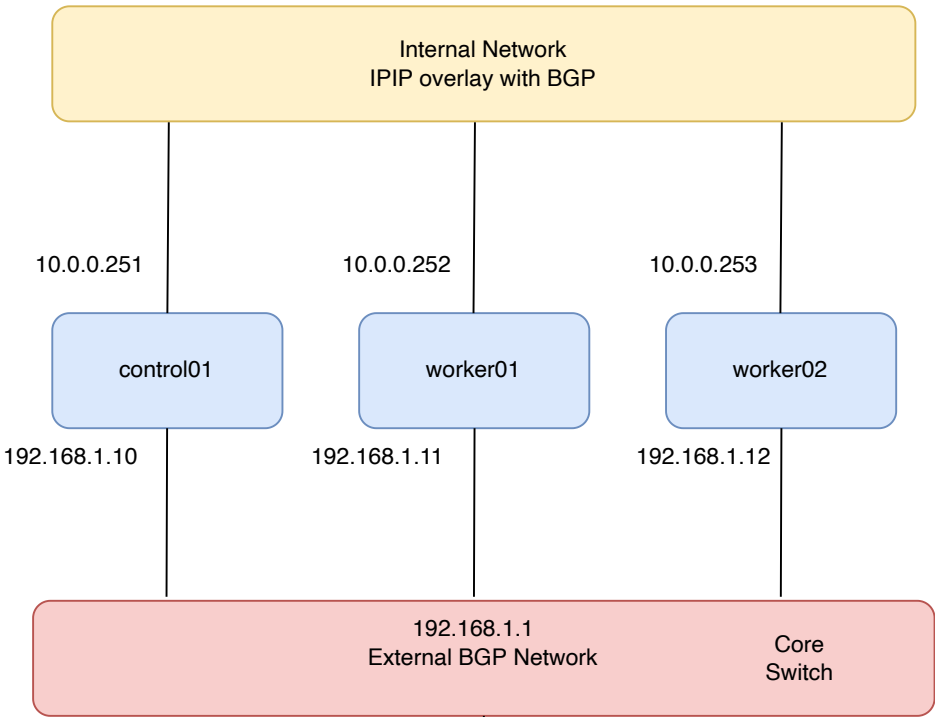 Internal Network
IPIP overlay with BGP
10.0.0.251
10.0.0.252
10.0.0.253
control01
worker01
worker02
192.168.1.10
192.168.1.11
192.168.1.12
192.168.1.1
External BGP Network
Core
Switch